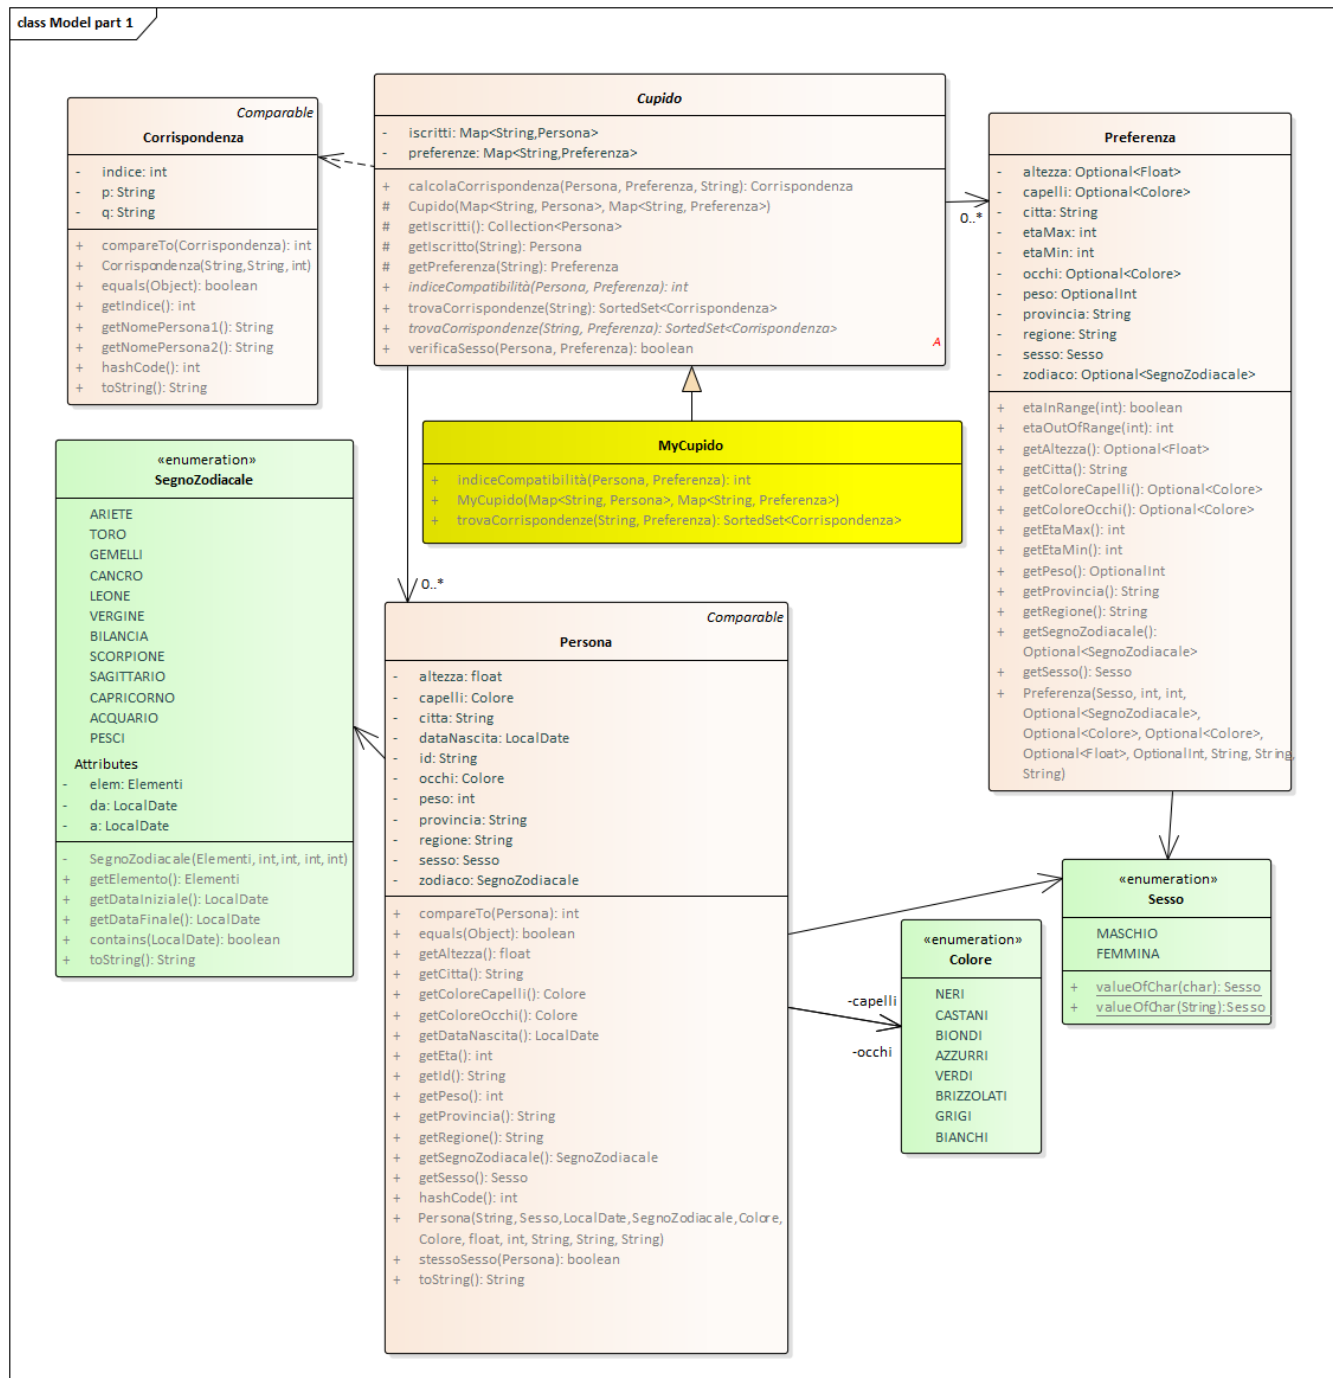 class Model part 1
Comparable
Corrispondenza
- indice: int
- p: String
- q: String
+ compareTo(Corrispondenza): int
+ Corrispondenza(String,String, int)
+ equals(Object): boolean
+ getIndice(): int
+ getNomePersona1(): String
+ getNomePersona2(): String
+ hashCode(): int
+ toString(): String
Cupido
- iscritti: Map<String,Persona>
- preferenze: Map<String,Preferenza>
+ calcolaCorrispondenza(Persona, Preferenza, String): Corrispondenza
# Cupido(Map<String, Persona>, Map<String, Preferenza>)
# getIscritti(): Collection<Persona>
# getIscritto(String): Persona
# getPreferenza(String): Preferenza
+ indiceCompatibilità(Persona, Preferenza): int
+ trovaCorrispondenze(String): SortedSet<Corrispondenza>
+ trovaCorrispondenze(String, Preferenza): SortedSet<Corrispondenza>
+ verificaSesso(Persona, Preferenza): boolean
A
0..*
Preferenza
- altezza: Optional<Float>
- capelli: Optional<Colore>
- citta: String
- etaMax: int
- etaMin: int
- occhi: Optional<Colore>
- peso: OptionalInt
- provincia: String
- regione: String
- sesso: Sesso
- zodiaco: Optional<SegnoZodiacale>
+ etaInRange(int): boolean
+ etaOutOfRange(int): int
+ getAltezza(): Optional<Float>
+ getCitta(): String
+ getColoreCapelli(): Optional<Colore>
+ getColoreOcchi(): Optional<Colore>
+ getEtaMax(): int
+ getEtaMin(): int
+ getPeso(): OptionalInt
+ getProvincia(): String
+ getRegione(): String
+ getSegnoZodiacale():
Optional<SegnoZodiacale>
+ getSesso(): Sesso
+ Preferenza(Sesso, int, int,
Optional<SegnoZodiacale>,
Optional<Colore>, Optional<Colore>,
Optional<Float>, OptionalInt, String, String,
String)
MyCupido
+ indiceCompatibilità(Persona, Preferenza): int
+ MyCupido(Map<String, Persona>, Map<String, Preferenza>)
+ trovaCorrispondenze(String, Preferenza): SortedSet<Corrispondenza>
0..*
«enumeration»
SegnoZodiacale
ARIETE
TORO
GEMELLI
CANCRO
LEONE
VERGINE
BILANCIA
SCORPIONE
SAGITTARIO
CAPRICORNO
ACQUARIO
PESCI
Attributes
- elem: Elementi
- da: LocalDate
- a: LocalDate
- SegnoZodiacale(Elementi, int,int, int,int)
+ getElemento(): Elementi
+ getDataIniziale(): LocalDate
+ getDataFinale(): LocalDate
+ contains(LocalDate): boolean
+ toString(): String
Comparable
Persona
- altezza: float
- capelli: Colore
- citta: String
- dataNascita: LocalDate
- id: String
- occhi: Colore
- peso: int
- provincia: String
- regione: String
- sesso: Sesso
- zodiaco: SegnoZodiacale
+ compareTo(Persona): int
+ equals(Object): boolean
+ getAltezza(): float
+ getCitta(): String
+ getColoreCapelli(): Colore
+ getColoreOcchi(): Colore
+ getDataNascita(): LocalDate
+ getEta(): int
+ getId(): String
+ getPeso(): int
+ getProvincia(): String
+ getRegione(): String
+ getSegnoZodiacale(): SegnoZodiacale
+ getSesso(): Sesso
+ hashCode(): int
+ Persona(String, Sesso,LocalDate,SegnoZodiacale,Colore,
Colore, float, int, String, String, String)
+ stessoSesso(Persona): boolean
+ toString(): String
-capelli
-occhi
«enumeration»
Colore
NERI
CASTANI
BIONDI
AZZURRI
VERDI
BRIZZOLATI
GRIGI
BIANCHI
«enumeration»
Sesso
MASCHIO
FEMMINA
+ valueOfChar(char): Sesso
+ valueOfChar(String):Sesso